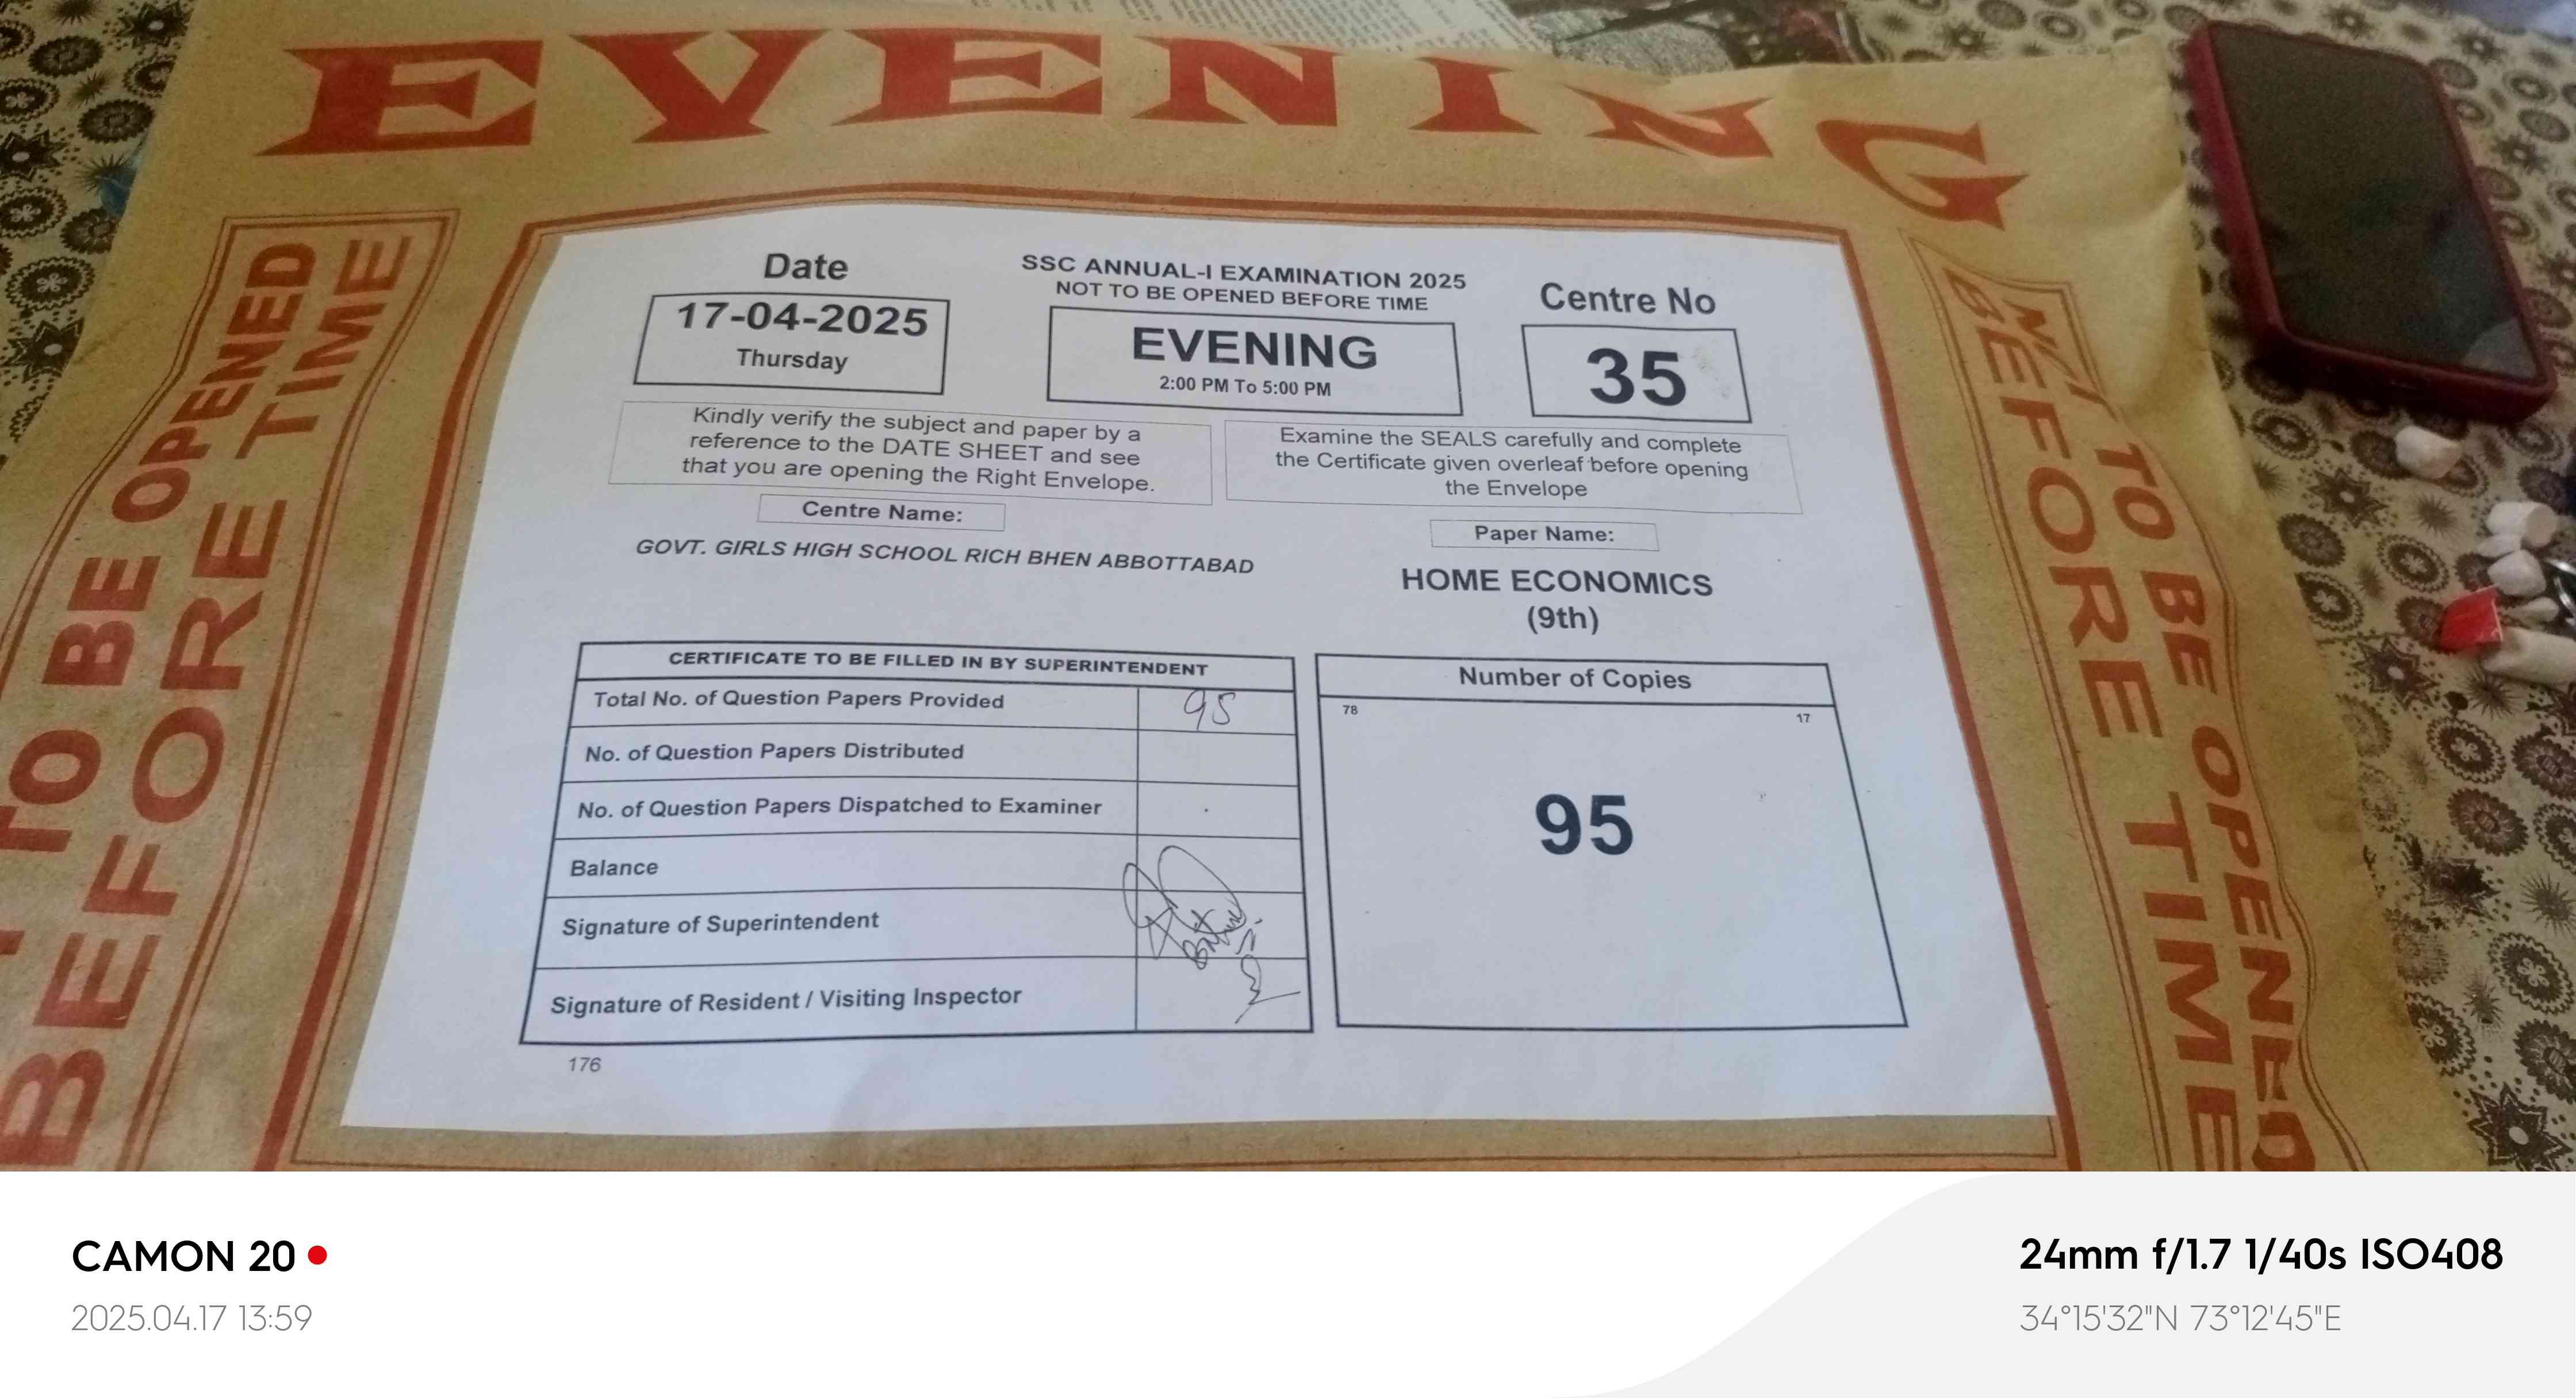 EVENING
NOT TO BE OPENED
BEFORE TIME
Date
17-04-2025
Thursday
SSC ANNUAL-I EXAMINATION 2025
NOT TO BE OPENED BEFORE TIME
EVENING
2:00 PM To 5:00 PM
Centre No
35
Kindly verify the subject and paper by a
reference to the DATE SHEET and see
that you are opening the Right Envelope.
Examine the SEALS carefully and complete
the Certificate given overleaf before opening
the Envelope
Centre Name:
GOVT. GIRLS HIGH SCHOOL RICH BHEN ABBOTTABAD
Paper Name:
HOME ECONOMICS
(9th)
CERTIFICATE TO BE FILLED IN BY SUPERINTENDENT
Total No. of Question Papers Provided 95
No. of Question Papers Distributed
No. of Question Papers Dispatched to Examiner
Balance
Signature of Superintendent
Signature of Resident / Visiting Inspector
176
Number of Copies
78 17
95
TO BE OPENED
BEFORE TIME
CAMON 20
2025.04.17 13:59
24mm f/1.7 1/40s ISO408
34°15'32"N 73°12'45"E